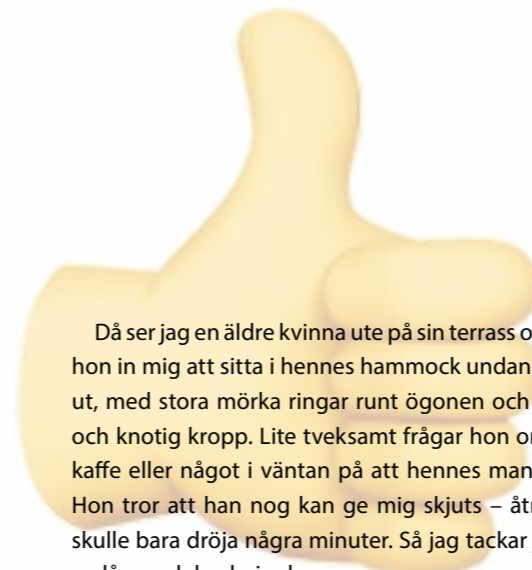 Då ser jag en äldre kvinna ute på sin terrass
hon in mig att sitta i hennes hammock undan
ut, med stora mörka ringar runt ögonen och
och knotig kropp. Lite tveksamt frågar hon
kaffe eller något i väntan på att hennes man
Hon tror att han nog kan ge mig skjuts –
skulle bara dröja några minuter. Så jag tackar